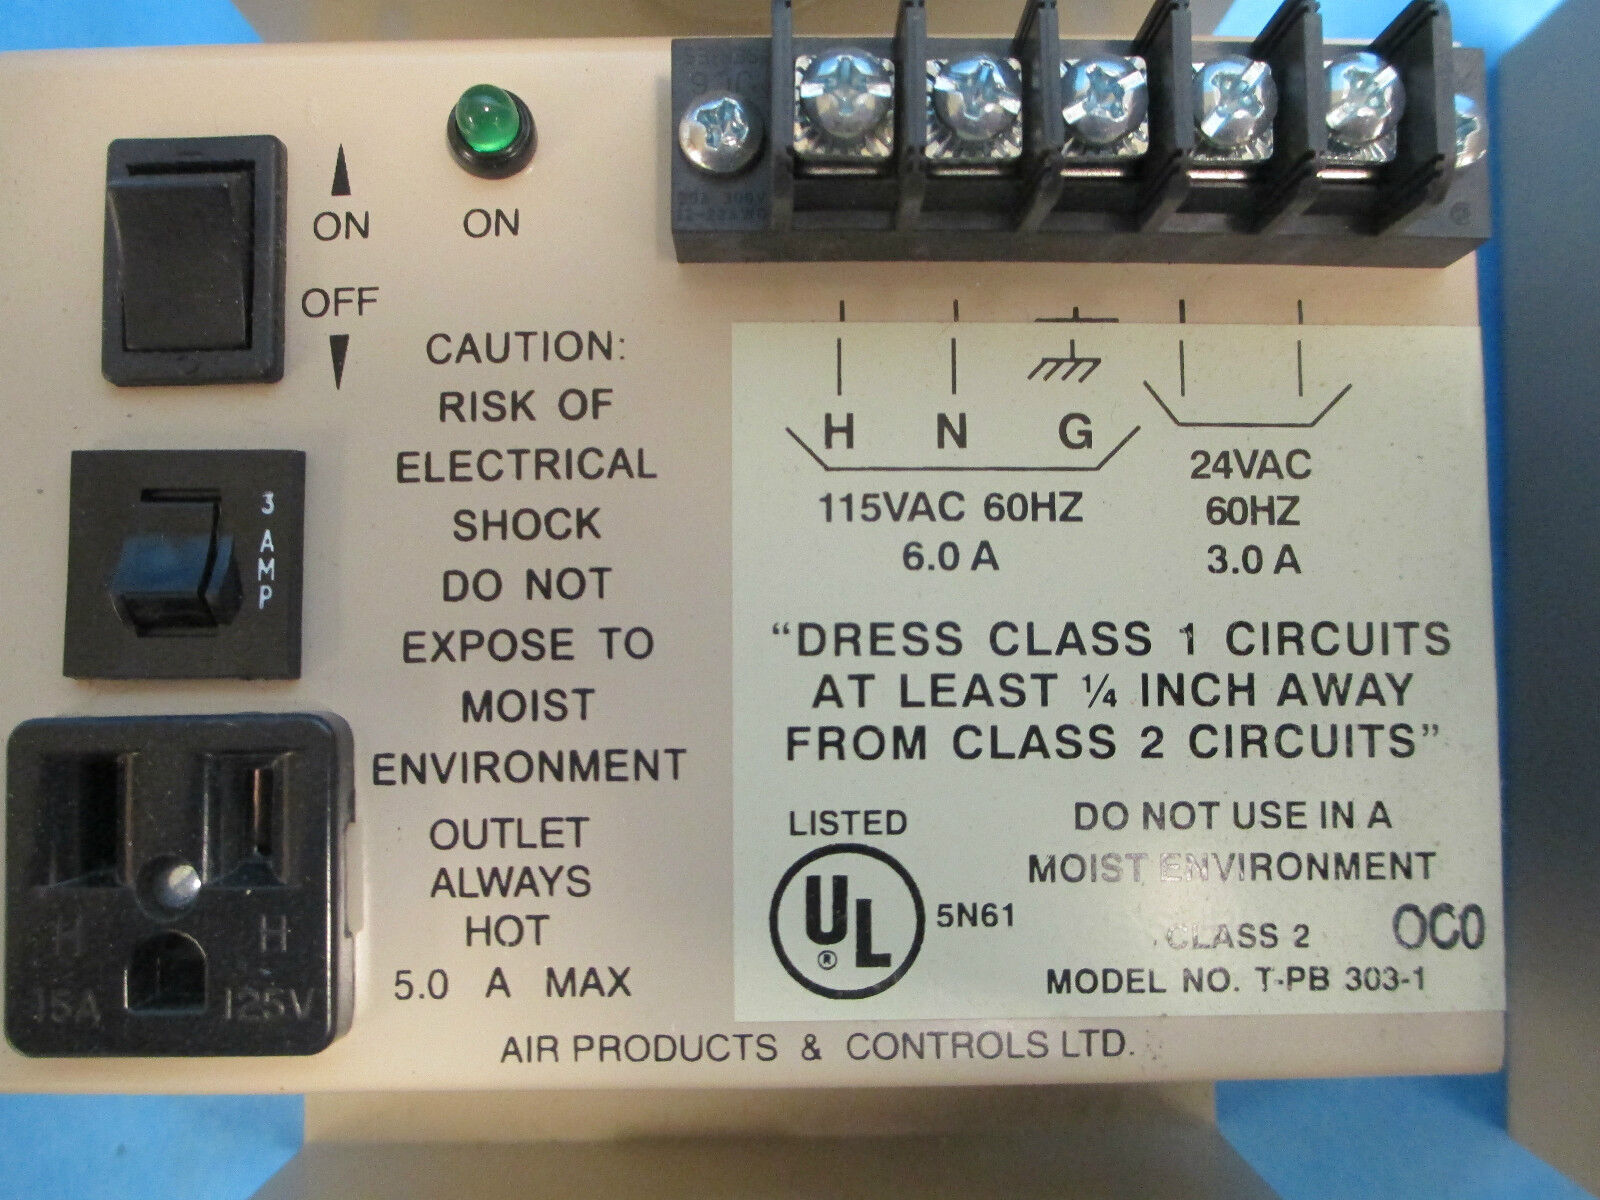 ON
OFF
ON
CAUTION:
RISK OF
ELECTRICAL
SHOCK
DO NOT
EXPOSE TO
MOIST
ENVIRONMENT
OUTLET
ALWAYS
HOT
5.0 A MAX
3 AMP
H H
15A 125V
H N G
115VAC 60HZ
6.0 A
24VAC
60HZ
3.0 A
“DRESS CLASS 1 CIRCUITS
AT LEAST ¼ INCH AWAY
FROM CLASS 2 CIRCUITS”
LISTED
UL
®
5N61
DO NOT USE IN A
MOIST ENVIRONMENT
CLASS 2
OC0
MODEL NO. T-PB 303-1
AIR PRODUCTS & CONTROLS LTD.